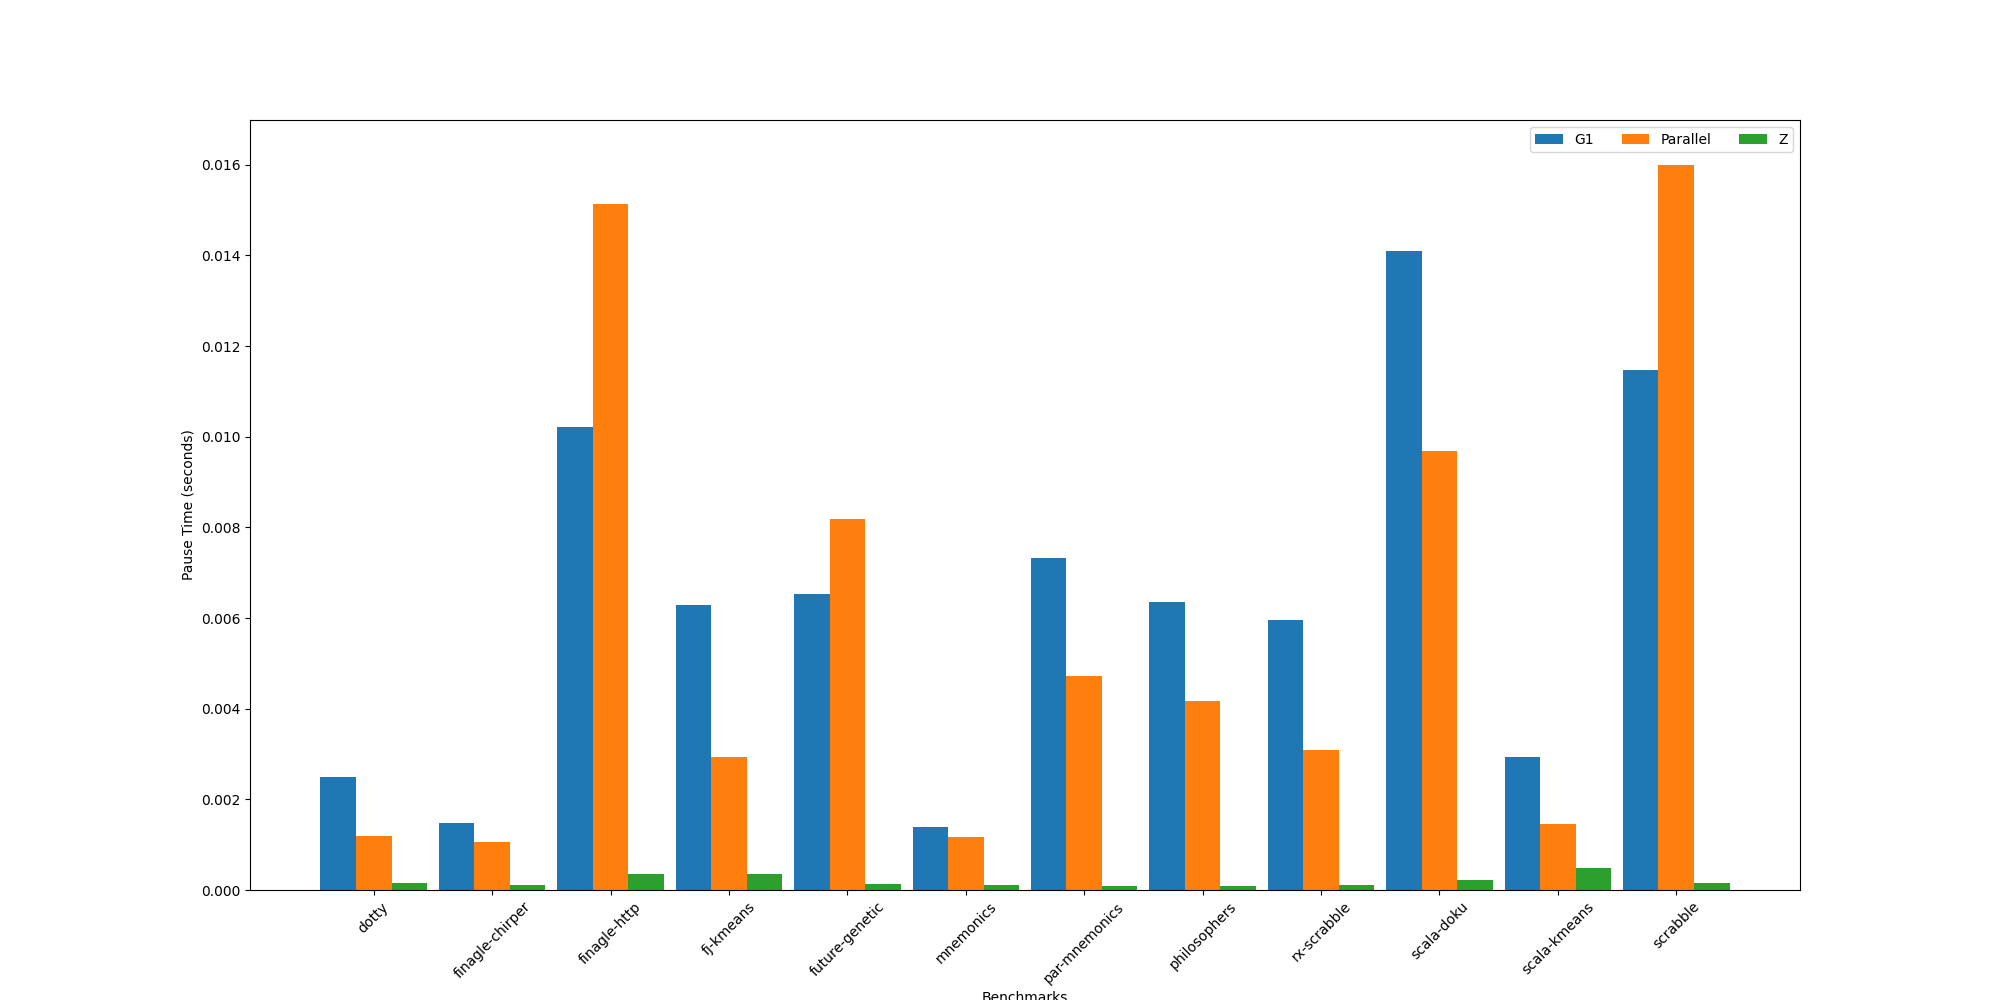 G1 Parallel Z
0.016
0.014
0.012
0.010
0.008
0.006
0.004
0.002
0.000
Pause Time (seconds)
dotty
finagle-chirper
finagle-http
fj-kmeans
future-genetic
mnemonics
par-mnemonics
philosophers
rx-scrabble
scala-doku
scala-kmeans
scrabble
Benchmarks